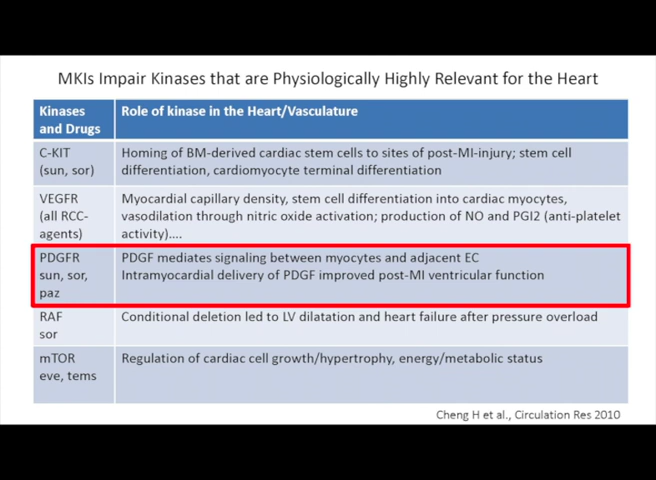 MKIs Impair Kinases that are Physiologically Highly Relevant for the Heart
Kinases
and Drugs
Role of kinase in the Heart/Vasculature
C-KIT
(sun, sor)
Homing of BM-derived cardiac stem cells to sites of post-MI-injury; stem cell
differentiation, cardiomyocyte terminal differentiation
VEGFR
(all RCC-
agents)
Myocardial capillary density, stem cell differentiation into cardiac myocytes,
vasodilation through nitric oxide activation; production of NO and PGI2 (anti-platelet
activity)....
PDGFR
sun, sor,
paz
PDGF mediates signaling between myocytes and adjacent EC
Intramyocardial delivery of PDGF improved post-MI ventricular function
RAF
sor
Conditional deletion led to LV dilatation and heart failure after pressure overload
mTOR
eve, tems
Regulation of cardiac cell growth/hypertrophy, energy/metabolic status
Cheng H et al., Circulation Res 2010